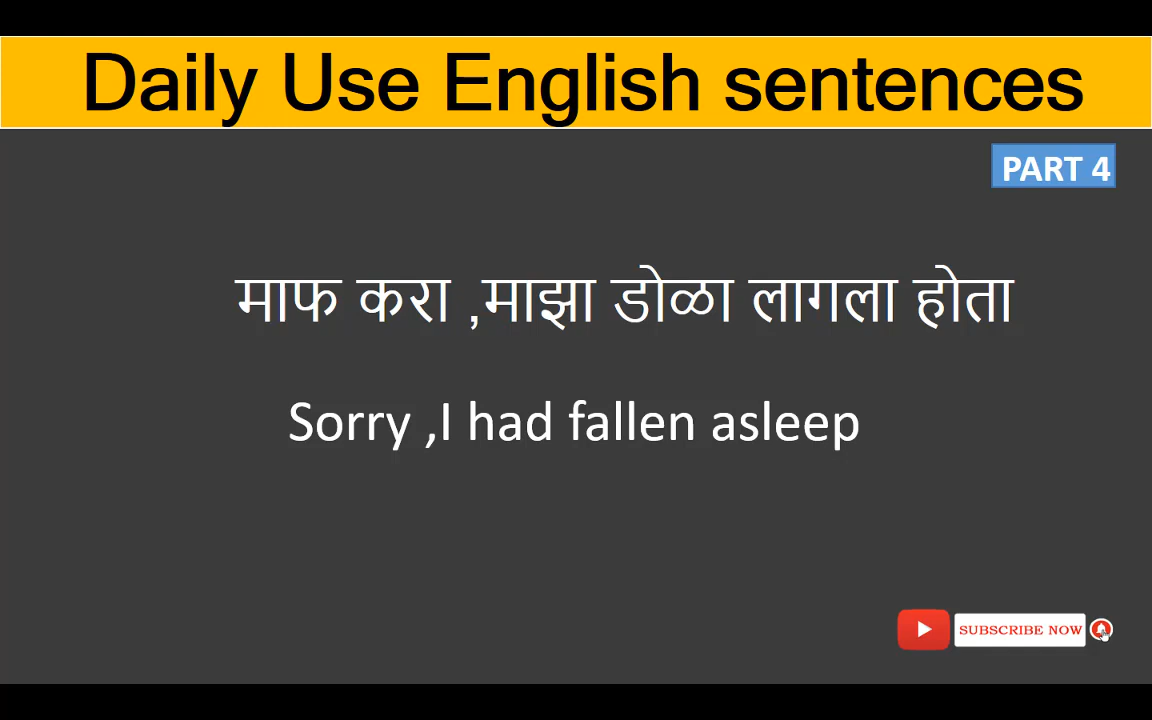 Daily Use English sentences
PART 4
माफ करा ,माझा डोळा लागला होता
Sorry ,I had fallen asleep
SUBSCRIBE NOW